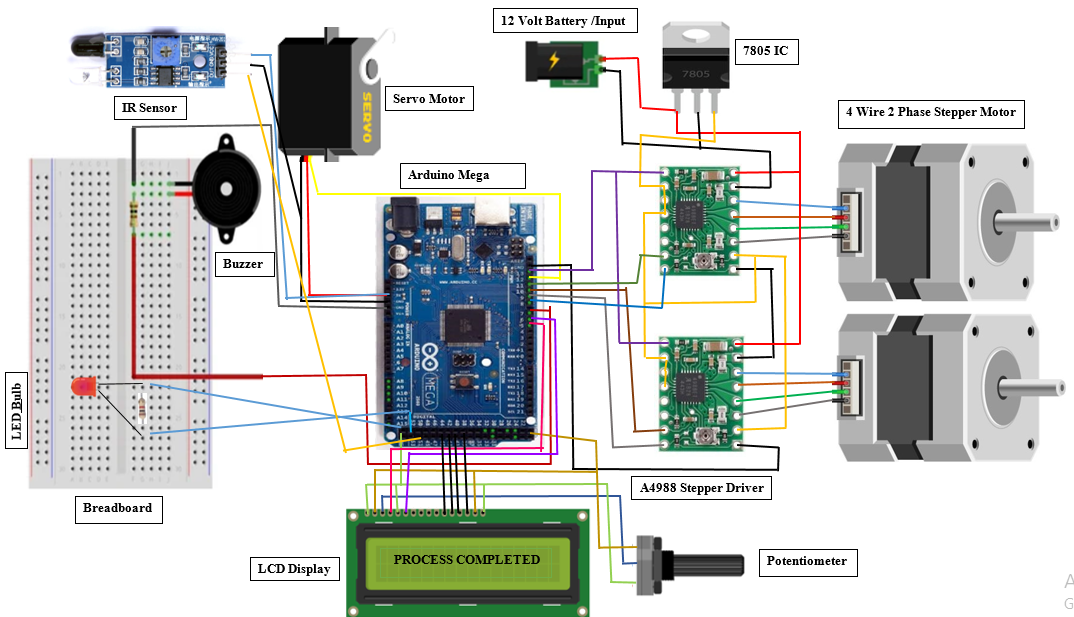 12 Volt Battery /Input
7805 IC
7805
IR Sensor
Servo Motor
SERVO
4 Wire 2 Phase Stepper Motor
Arduino Mega
Buzzer
ARDUINO
MEGA
LED Bulb
Breadboard
A4988 Stepper Driver
LCD Display
PROCESS COMPLETED
Potentiometer
A
G